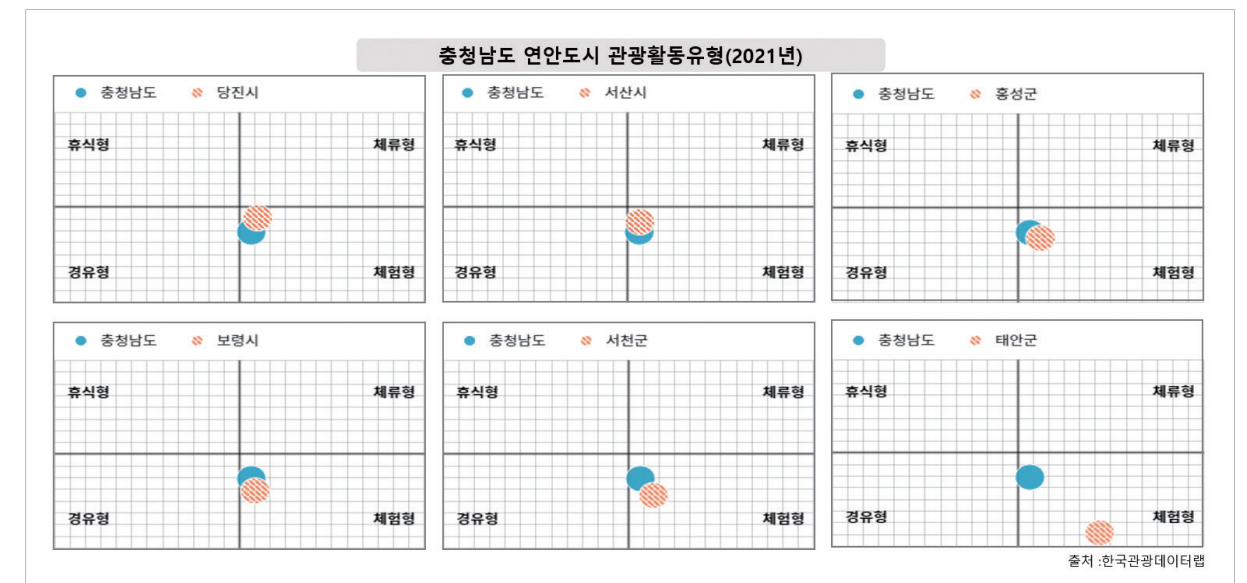 충청남도 연안도시 관광활동유형(2021년)
충청남도 당진시
휴식형 체류형
경유형 체험형
충청남도 서산시
휴식형 체류형
경유형 체험형
충청남도 홍성군
휴식형 체류형
경유형 체험형
충청남도 보령시
휴식형 체류형
경유형 체험형
충청남도 서천군
휴식형 체류형
경유형 체험형
충청남도 태안군
휴식형 체류형
경유형 체험형
출처 :한국관광데이터랩